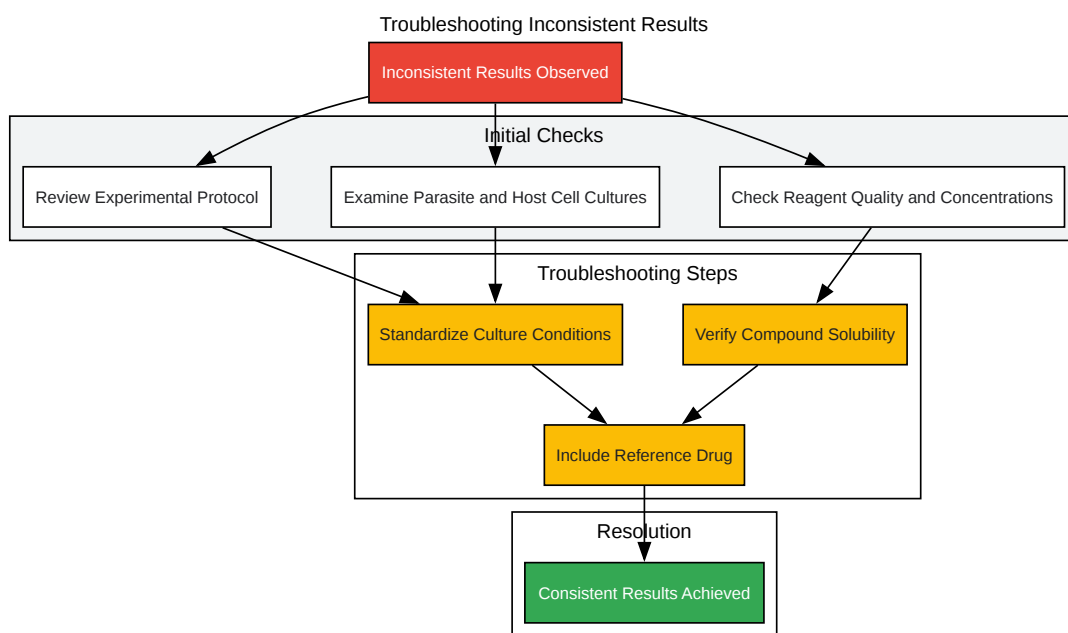 Troubleshooting Inconsistent Results
Inconsistent Results Observed
Initial Checks
Review Experimental Protocol
Examine Parasite and Host Cell Cultures
Check Reagent Quality and Concentrations
Troubleshooting Steps
Standardize Culture Conditions
Verify Compound Solubility
Include Reference Drug
Resolution
Consistent Results Achieved